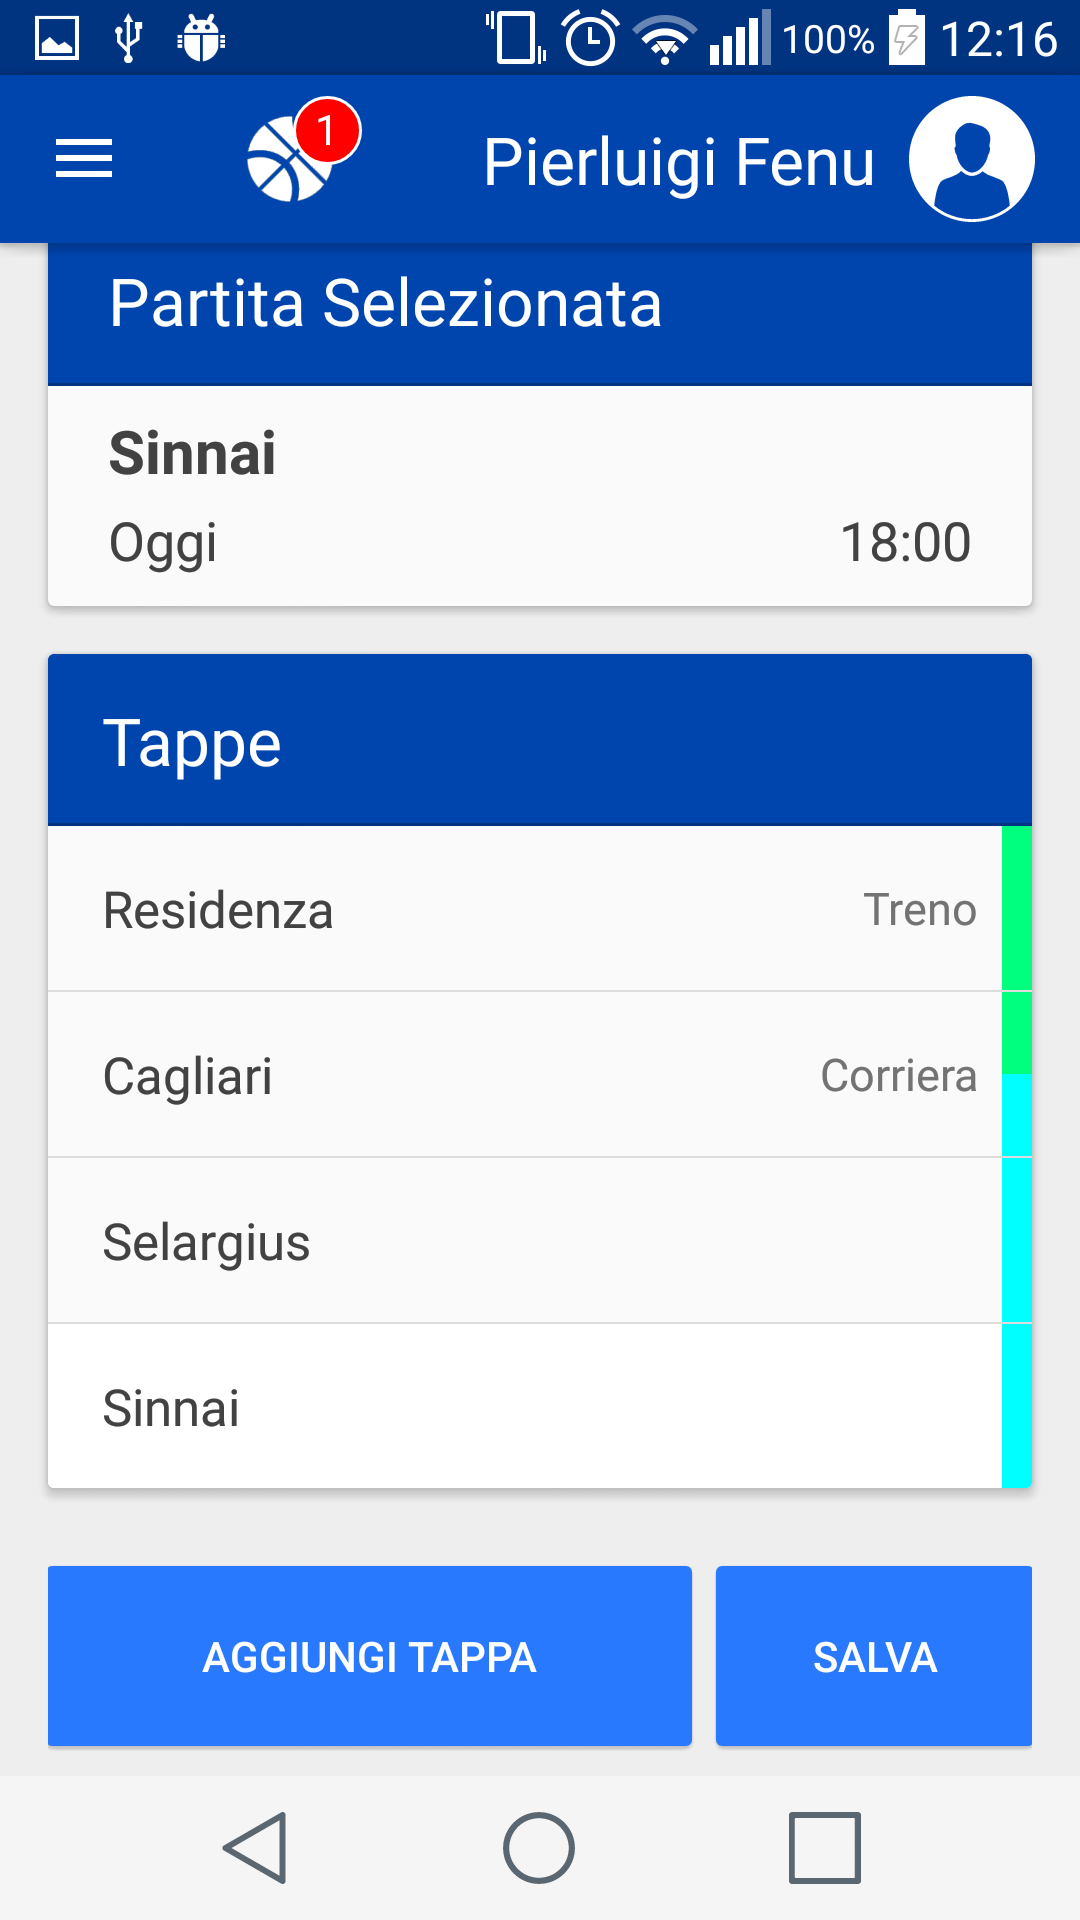 100% 12:16
1 Pierluigi Fenu
Partita Selezionata
Sinnai
Oggi 18:00
Tappe
Residenza Treno
Cagliari Corriera
Selargius
Sinnai
AGGIUNGI TAPPA SALVA